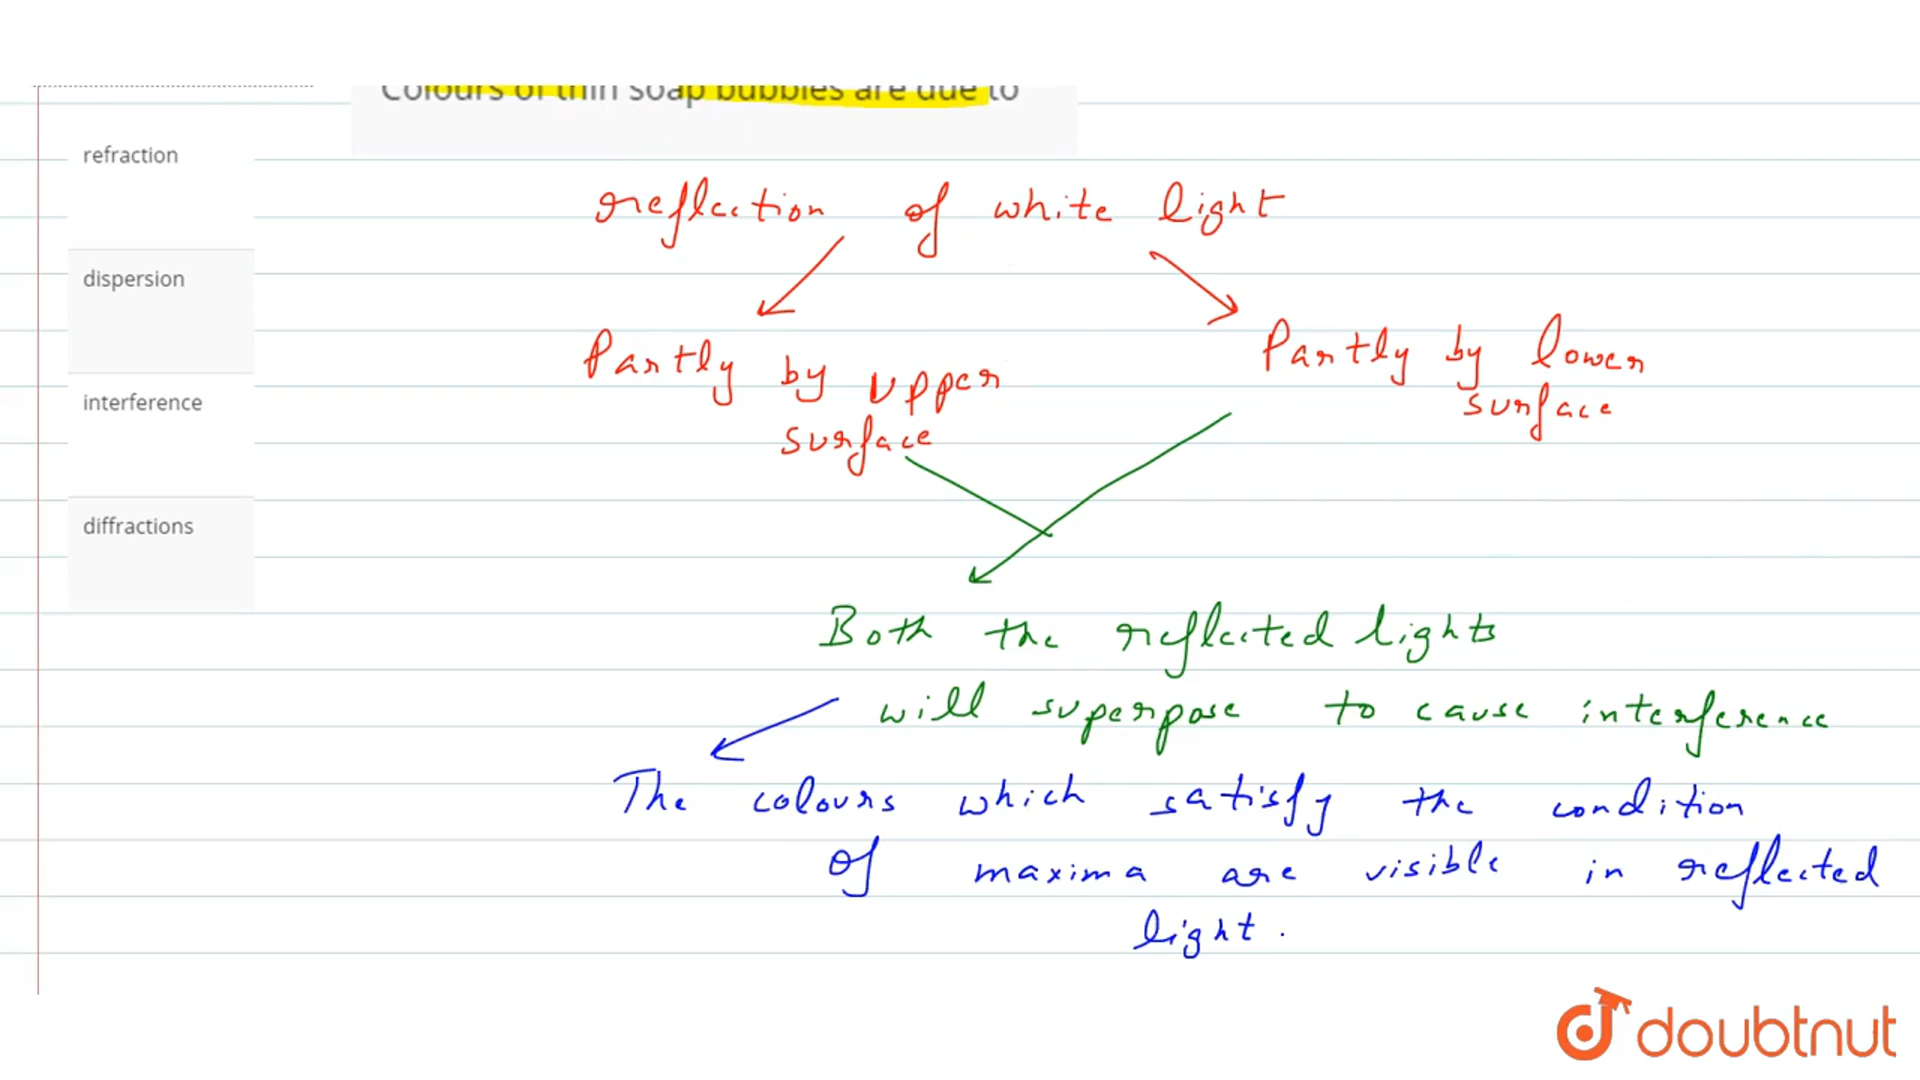 Colours of thin soap bubbles are due to
refraction
dispersion
interference
diffractions
reflection of white light
Partly by upper
surface
Partly by lower
surface
Both the reflected lights
will superpose to cause interference
The colours which satisfy the condition
of maxima are visible in reflected
light.
doubtnut